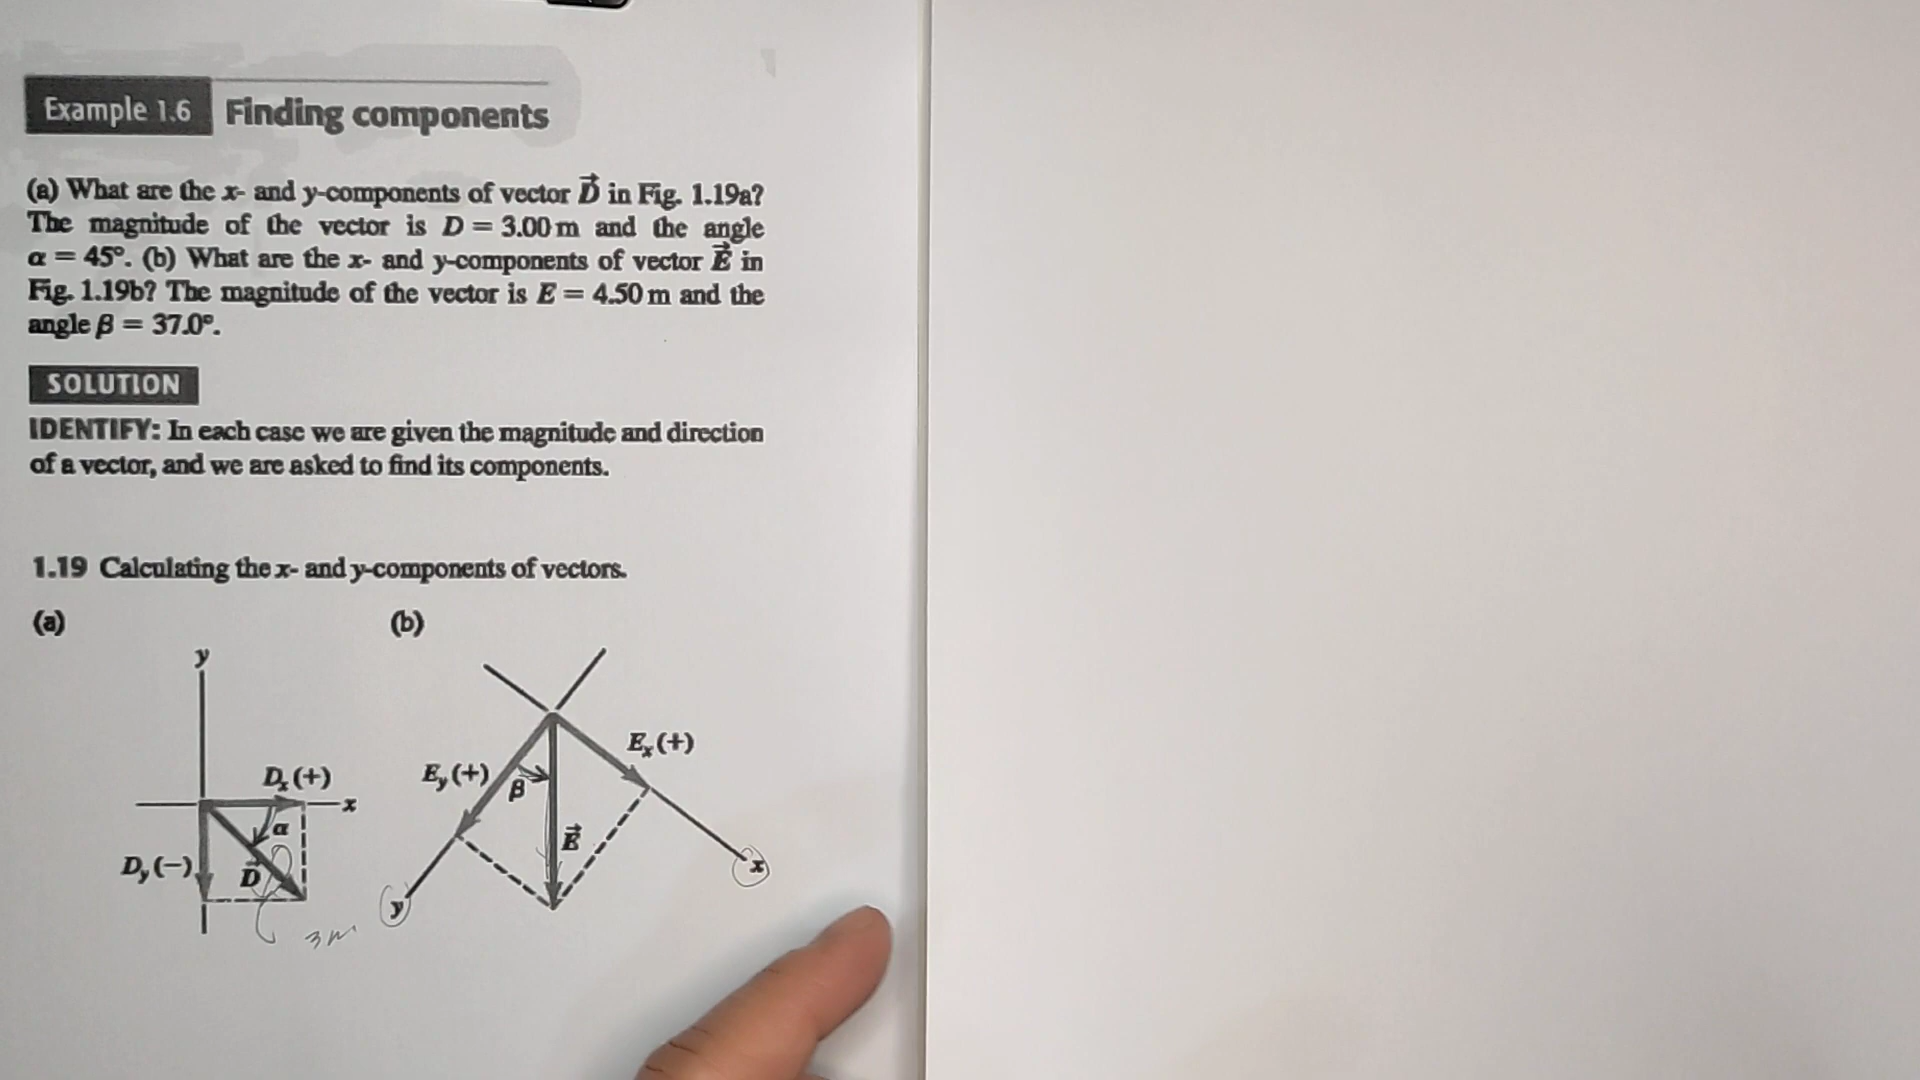 Example 1.6 Finding components
(a) What are the x- and y-components of vector D⃗ in Fig. 1.19a?
The magnitude of the vector is D = 3.00 m and the angle
α = 45°. (b) What are the x- and y-components of vector E⃗ in
Fig. 1.19b? The magnitude of the vector is E = 4.50 m and the
angle β = 37.0°.
SOLUTION
IDENTIFY: In each case we are given the magnitude and direction
of a vector, and we are asked to find its components.
1.19 Calculating the x- and y-components of vectors.
(a)
y
Dₓ (+)
x
α
Dᵧ (−)
D⃗
3m
(b)
Eₓ (+)
Eᵧ (+)
β
E⃗
x
y